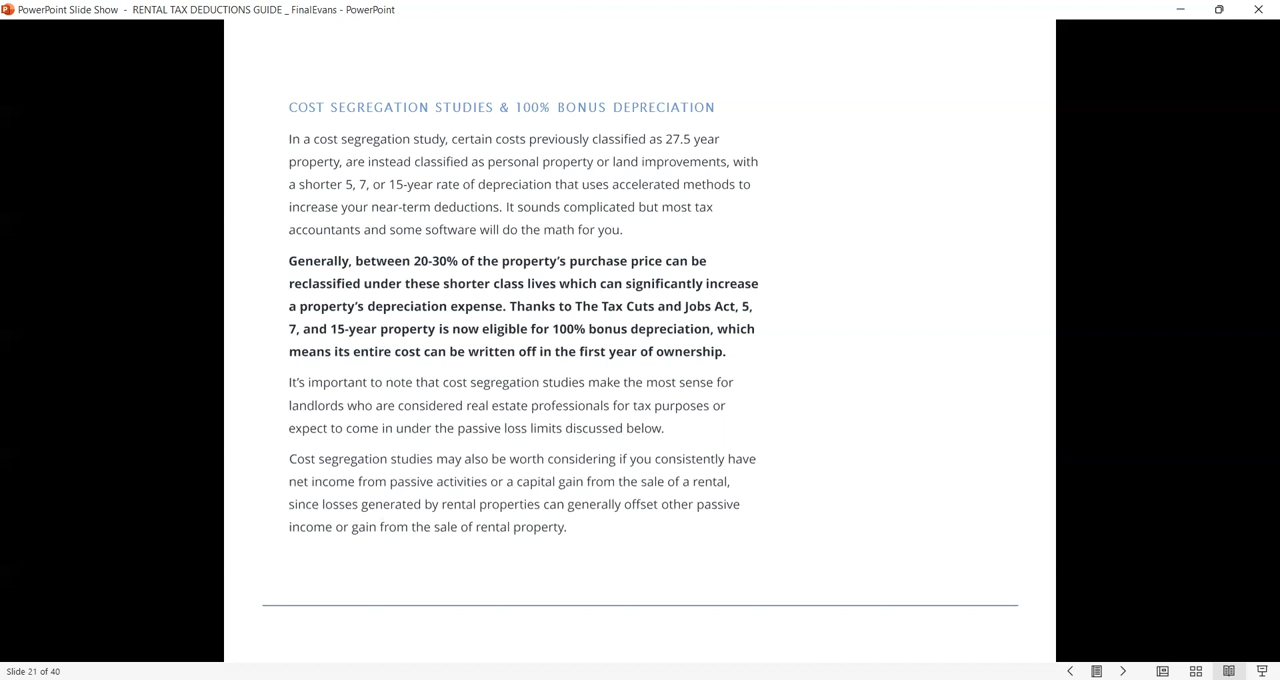 PowerPoint Slide Show - RENTAL TAX DEDUCTIONS GUIDE _ FinalEvans - PowerPoint
COST SEGREGATION STUDIES & 100% BONUS DEPRECIATION
In a cost segregation study, certain costs previously classified as 27.5 year
property, are instead classified as personal property or land improvements, with
a shorter 5, 7, or 15-year rate of depreciation that uses accelerated methods to
increase your near-term deductions. It sounds complicated but most tax
accountants and some software will do the math for you.
Generally, between 20-30% of the property’s purchase price can be
reclassified under these shorter class lives which can significantly increase
a property’s depreciation expense. Thanks to The Tax Cuts and Jobs Act, 5,
7, and 15-year property is now eligible for 100% bonus depreciation, which
means its entire cost can be written off in the first year of ownership.
It’s important to note that cost segregation studies make the most sense for
landlords who are considered real estate professionals for tax purposes or
expect to come in under the passive loss limits discussed below.
Cost segregation studies may also be worth considering if you consistently have
net income from passive activities or a capital gain from the sale of a rental,
since losses generated by rental properties can generally offset other passive
income or gain from the sale of rental property.
Slide 21 of 40